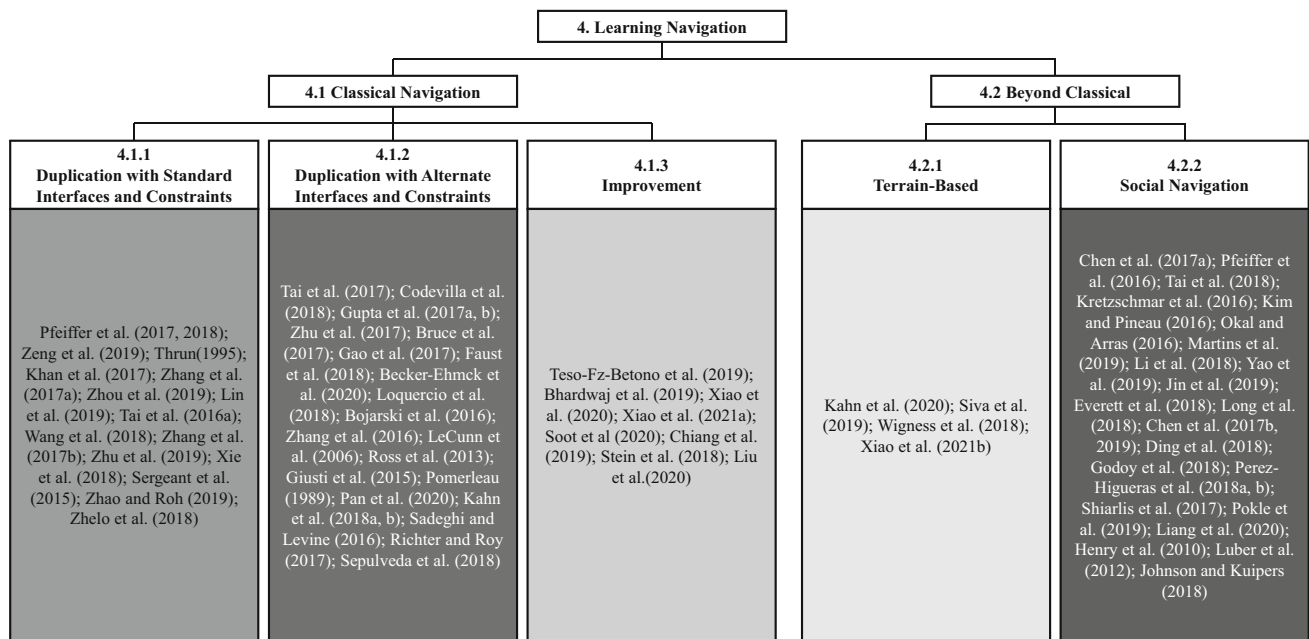 4. Learning Navigation
4.1 Classical Navigation
4.2 Beyond Classical
4.1.1
Duplication with Standard
Interfaces and Constraints
4.1.2
Duplication with Alternate
Interfaces and Constraints
4.1.3
Improvement
4.2.1
Terrain-Based
4.2.2
Social Navigation
Pfeiffer et al. (2017, 2018);
Zeng et al. (2019); Thrun(1995);
Khan et al. (2017); Zhang et al.
(2017a); Zhou et al. (2019); Lin
et al. (2019); Tai et al. (2016a);
Wang et al. (2018); Zhang et al.
(2017b); Zhu et al. (2019); Xie
et al. (2018); Sergeant et al.
(2015); Zhao and Roh (2019);
Zhelo et al. (2018)
Tai et al. (2017); Codevilla et al.
(2018); Gupta et al. (2017a, b);
Zhu et al. (2017); Bruce et al.
(2017); Gao et al. (2017); Faust
et al. (2018); Becker-Ehmck et
al. (2020); Loquercio et al.
(2018); Bojarski et al. (2016);
Zhang et al. (2016); LeCunn et
al. (2006); Ross et al. (2013);
Giusti et al. (2015); Pomerleau
(1989); Pan et al. (2020); Kahn
et al. (2018a, b); Sadeghi and
Levine (2016); Richter and Roy
(2017); Sepulveda et al. (2018)
Teso-Fz-Betono et al. (2019);
Bhardwaj et al. (2019); Xiao et
al. (2020); Xiao et al. (2021a);
Soot et al (2020); Chiang et al.
(2019); Stein et al. (2018); Liu
et al.(2020)
Kahn et al. (2020); Siva et al.
(2019); Wigness et al. (2018);
Xiao et al. (2021b)
Chen et al. (2017a); Pfeiffer et
al. (2016); Tai et al. (2018);
Kretzschmar et al. (2016); Kim
and Pineau (2016); Okal and
Arras (2016); Martins et al.
(2019); Li et al. (2018); Yao et
al. (2019); Jin et al. (2019);
Everett et al. (2018); Long et al.
(2018); Chen et al. (2017b,
2019); Ding et al. (2018);
Godoy et al. (2018); Perez-
Higueras et al. (2018a, b);
Shiarlis et al. (2017); Pokle et
al. (2019); Liang et al. (2020);
Henry et al. (2010); Luber et al.
(2012); Johnson and Kuipers
(2018)